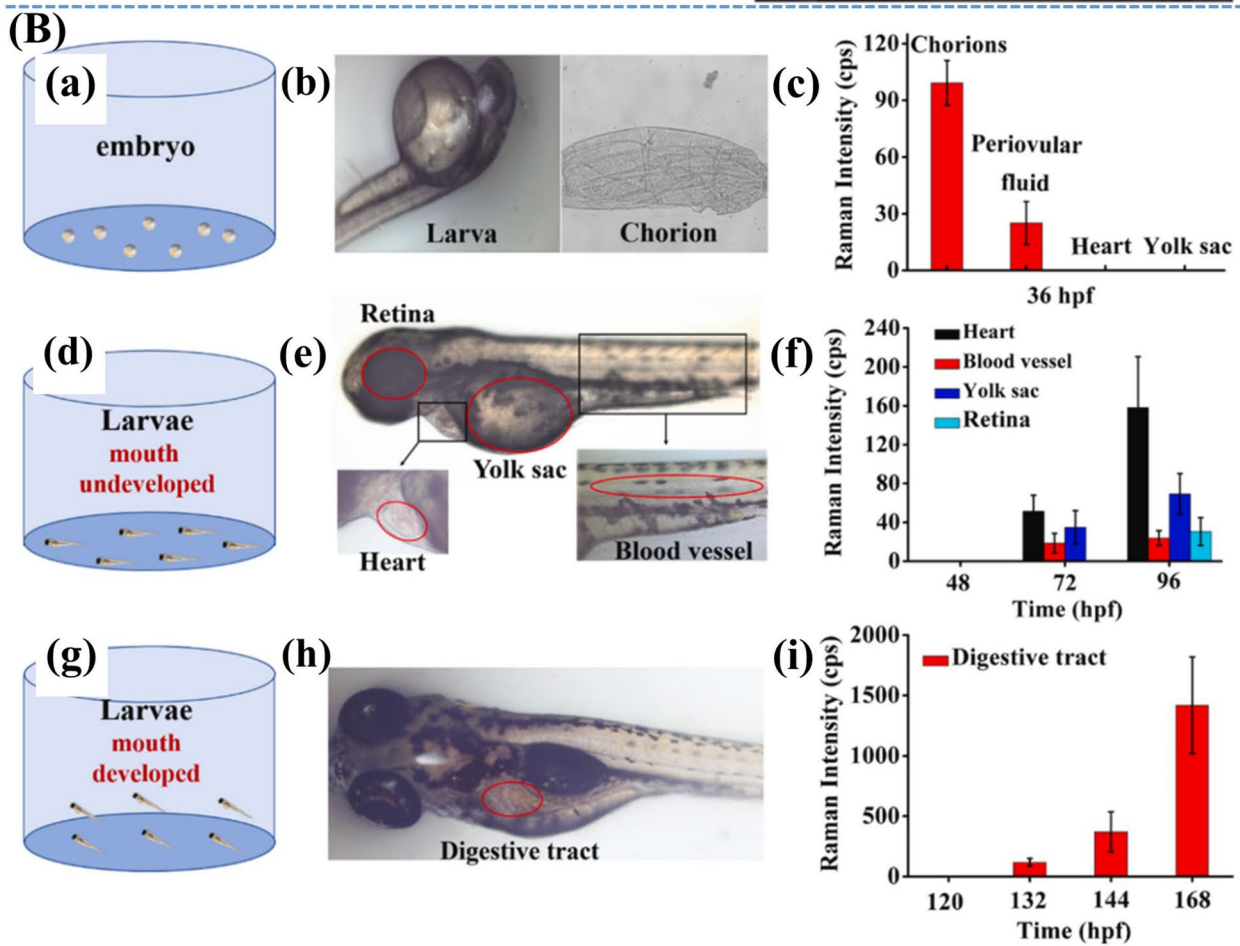 (B)
(a)
embryo
(b)
Larva
Chorion
(c)
Raman Intensity (cps)
120
90
60
30
0
Chorions
Periovular
fluid
Heart
Yolk sac
36 hpf
(d)
Larvae
mouth
undeveloped
(e)
Retina
Yolk sac
Heart
Blood vessel
(f)
Raman Intensity (cps)
240
200
160
120
80
40
0
Heart
Blood vessel
Yolk sac
Retina
48
72
96
Time (hpf)
(g)
Larvae
mouth
developed
(h)
Digestive tract
(i)
Raman Intensity (cps)
2000
1500
1000
500
0
Digestive tract
120
132
144
168
Time (hpf)